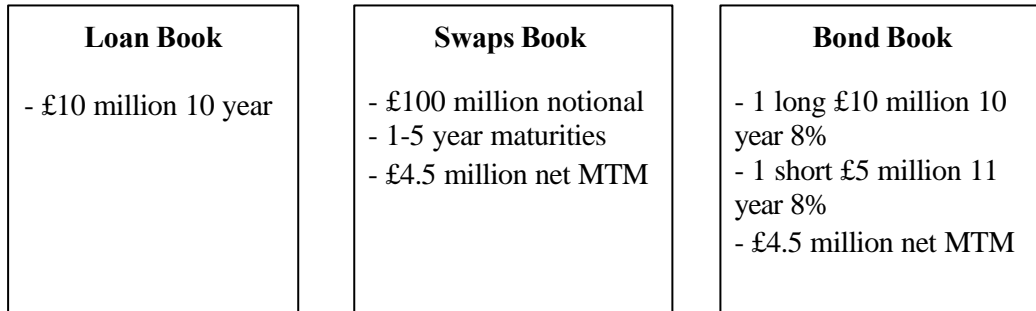 Loan Book
- £10 million 10 year
Swaps Book
- £100 million notional
- 1-5 year maturities
- £4.5 million net MTM
Bond Book
- 1 long £10 million 10
year 8%
- 1 short £5 million 11
year 8%
- £4.5 million net MTM